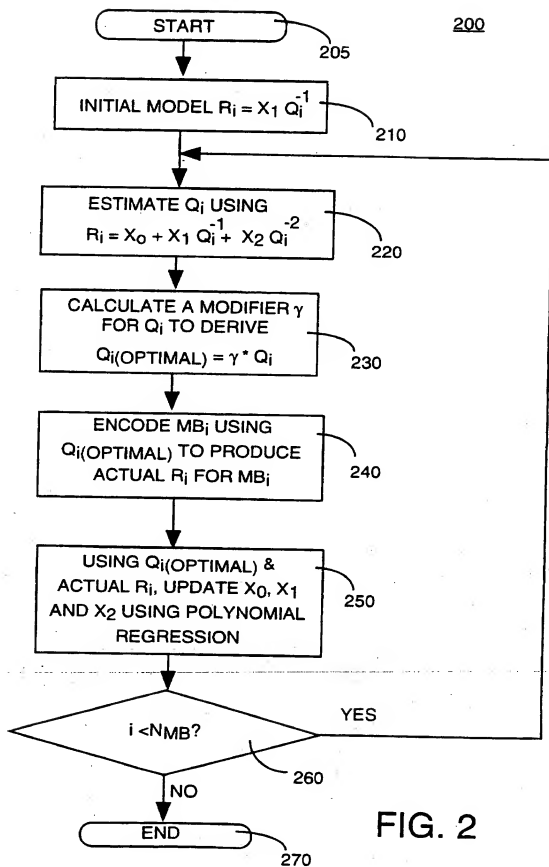 START
200
205
INITIAL MODEL Ri = X1 Qi^-1
210
ESTIMATE Qi USING
Ri = Xo + X1 Qi^-1 + X2 Qi^-2
220
CALCULATE A MODIFIER γ
FOR Qi TO DERIVE
Qi(OPTIMAL) = γ * Qi
230
ENCODE MBi USING
Qi(OPTIMAL) TO PRODUCE
ACTUAL Ri FOR MBi
240
USING Qi(OPTIMAL) &
ACTUAL Ri, UPDATE X0, X1
AND X2 USING POLYNOMIAL
REGRESSION
250
i <NMB?
YES
260
NO
END
270
FIG. 2